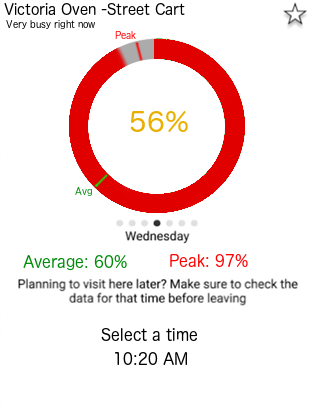 Victoria Oven -Street Cart
Very busy right now
Peak
56%
Avg
Wednesday
Average: 60%
Peak: 97%
Planning to visit here later? Make sure to check the
data for that time before leaving
Select a time
10:20 AM